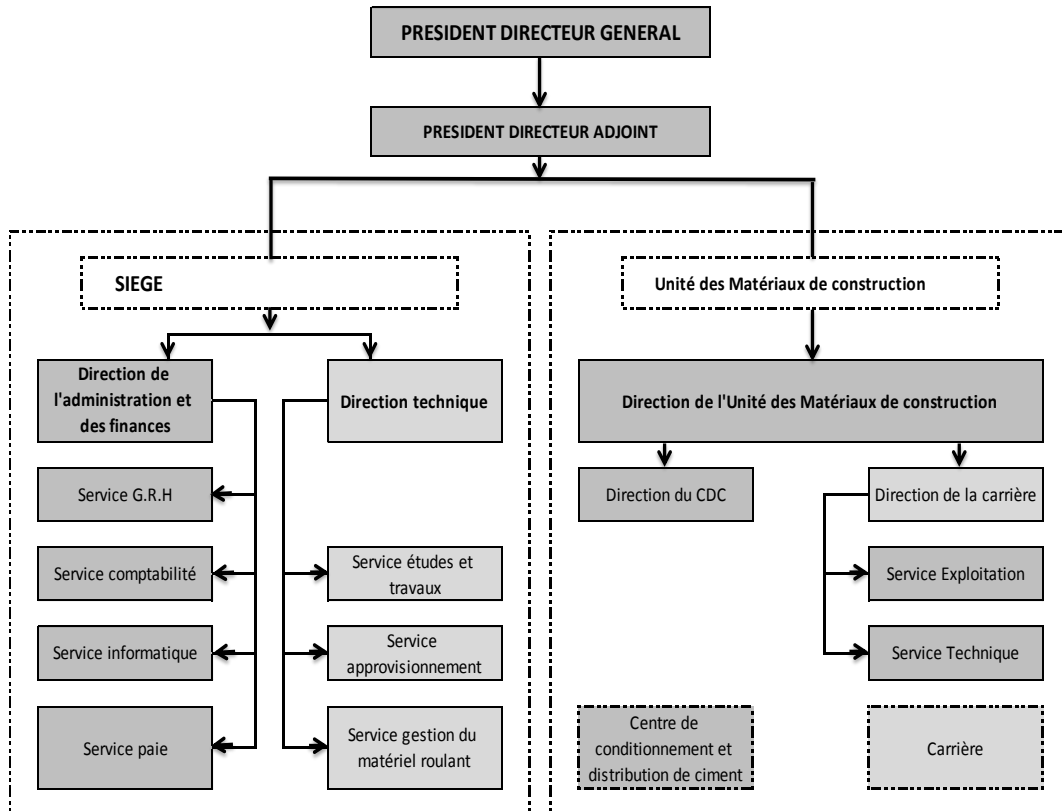 PRESIDENT DIRECTEUR GENERAL
PRESIDENT DIRECTEUR ADJOINT
SIEGE
Direction de
l'administration et
des finances
Direction technique
Service G.R.H
Service comptabilité
Service études et
travaux
Service informatique
Service
approvisionnement
Service paie
Service gestion du
matériel roulant
Unité des Matériaux de construction
Direction de l'Unité des Matériaux de construction
Direction du CDC
Direction de la carrière
Service Exploitation
Service Technique
Centre de
conditionnement et
distribution de ciment
Carrière